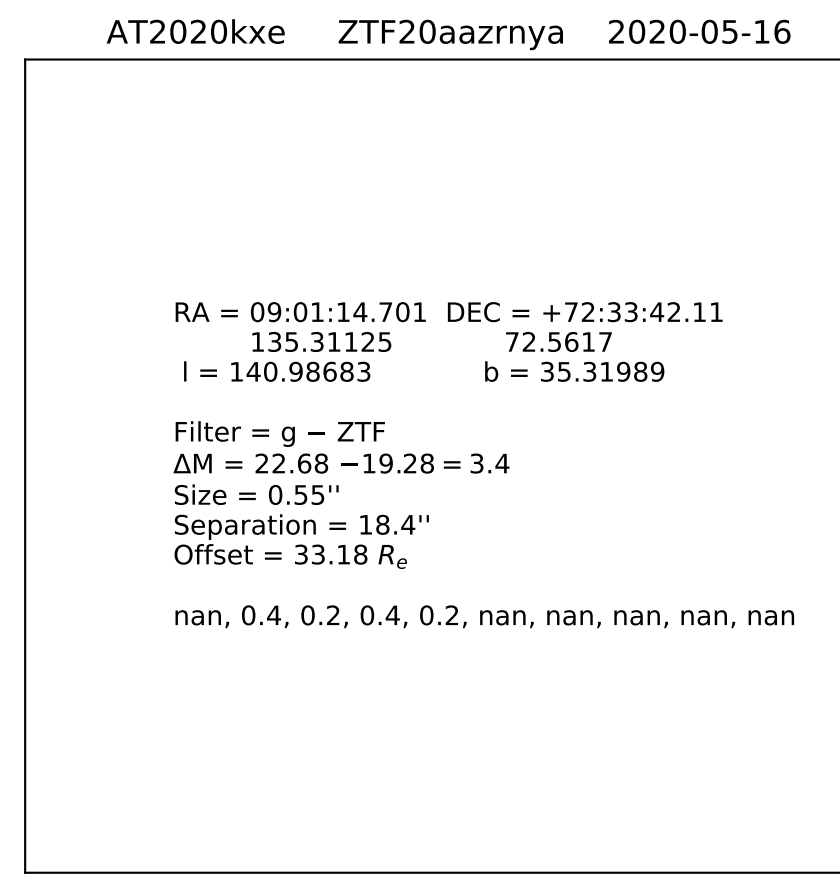 AT2020kxe ZTF20aazrnya 2020-05-16
RA = 09:01:14.701 DEC = +72:33:42.11
135.31125 72.5617
l = 140.98683 b = 35.31989
Filter = g − ZTF
ΔM = 22.68 −19.28 = 3.4
Size = 0.55''
Separation = 18.4''
Offset = 33.18 Re
nan, 0.4, 0.2, 0.4, 0.2, nan, nan, nan, nan, nan